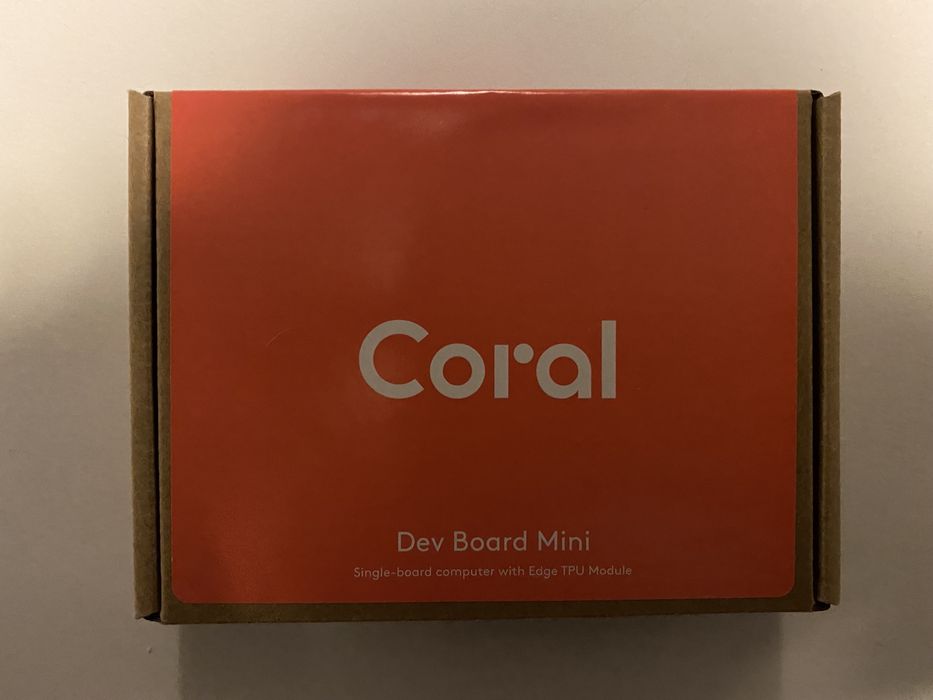 Coral
Dev Board Mini
Single-board computer with Edge TPU Module